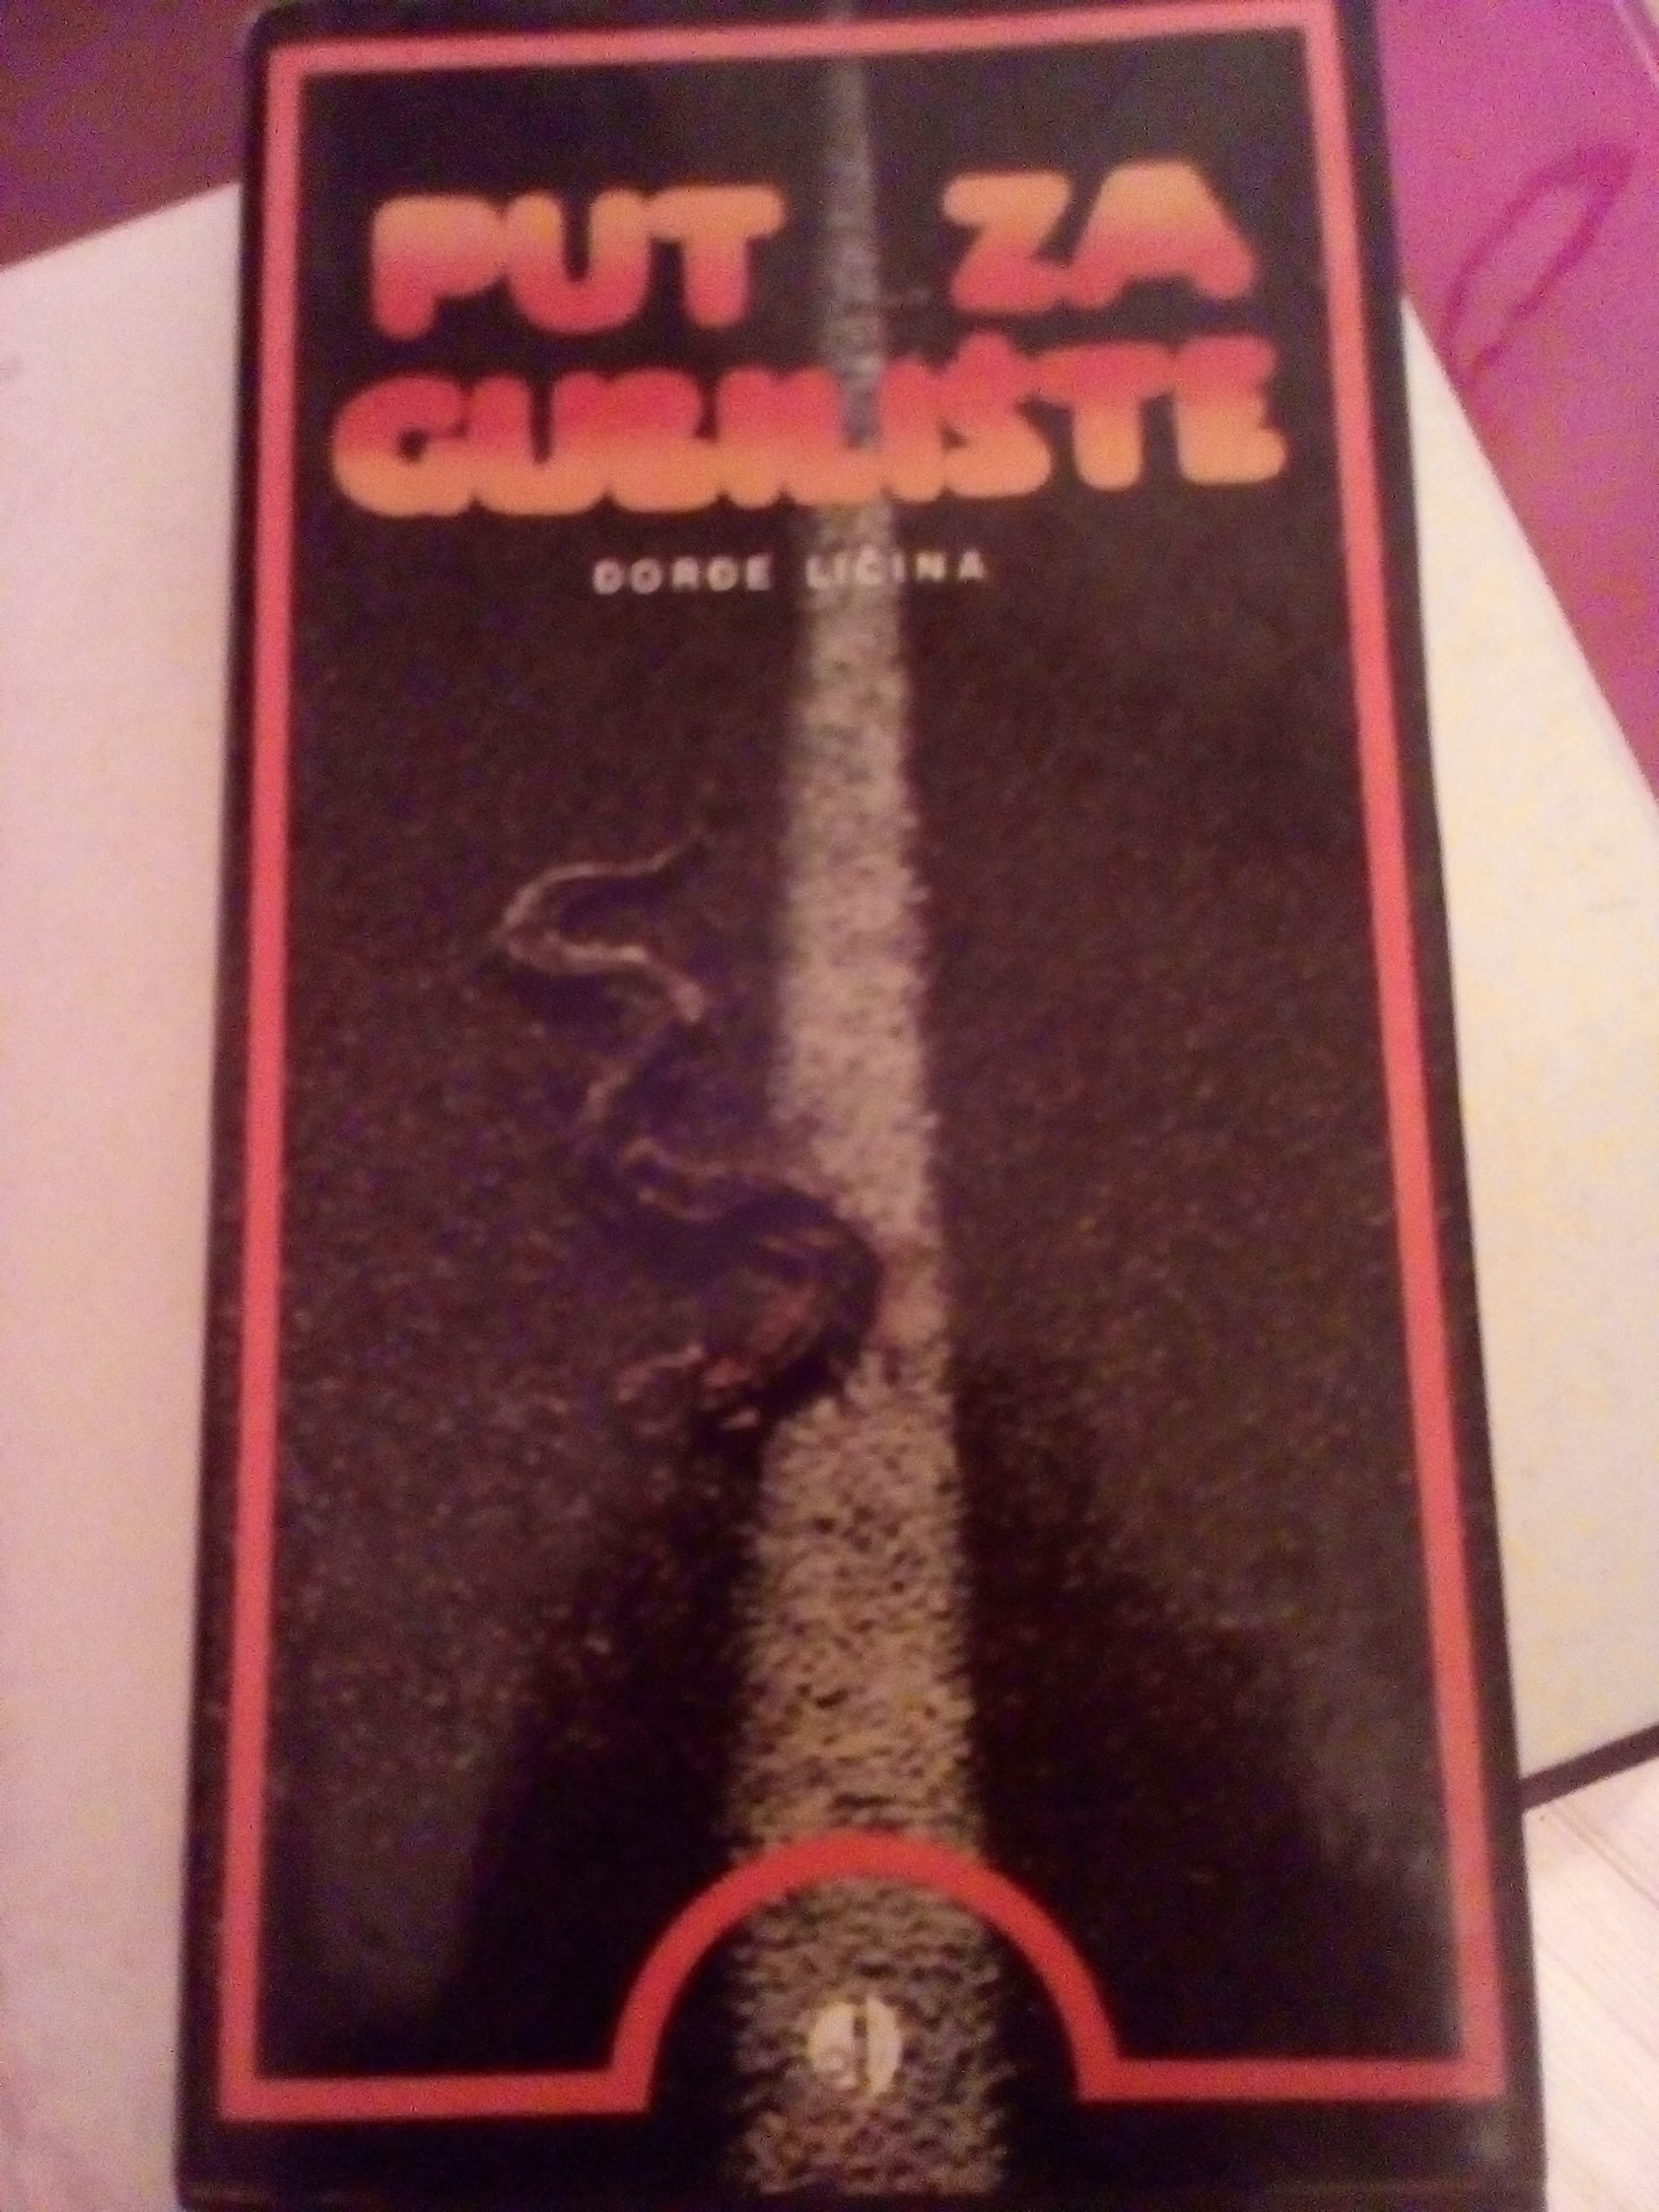 PUT ZA
GUBILIŠTE
ĐORĐE LIČINA